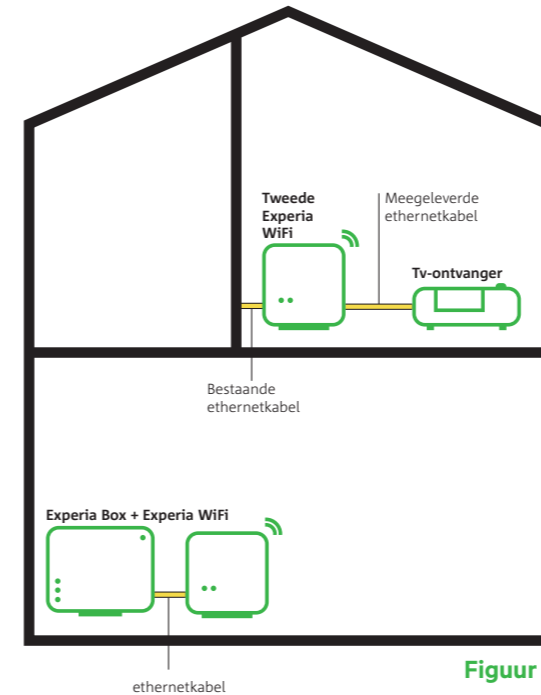 Tweede
Experia
WiFi
Meegeleverde
ethernetkabel
Tv-ontvanger
Bestaande
ethernetkabel
Experia Box + Experia WiFi
ethernetkabel
Figuur